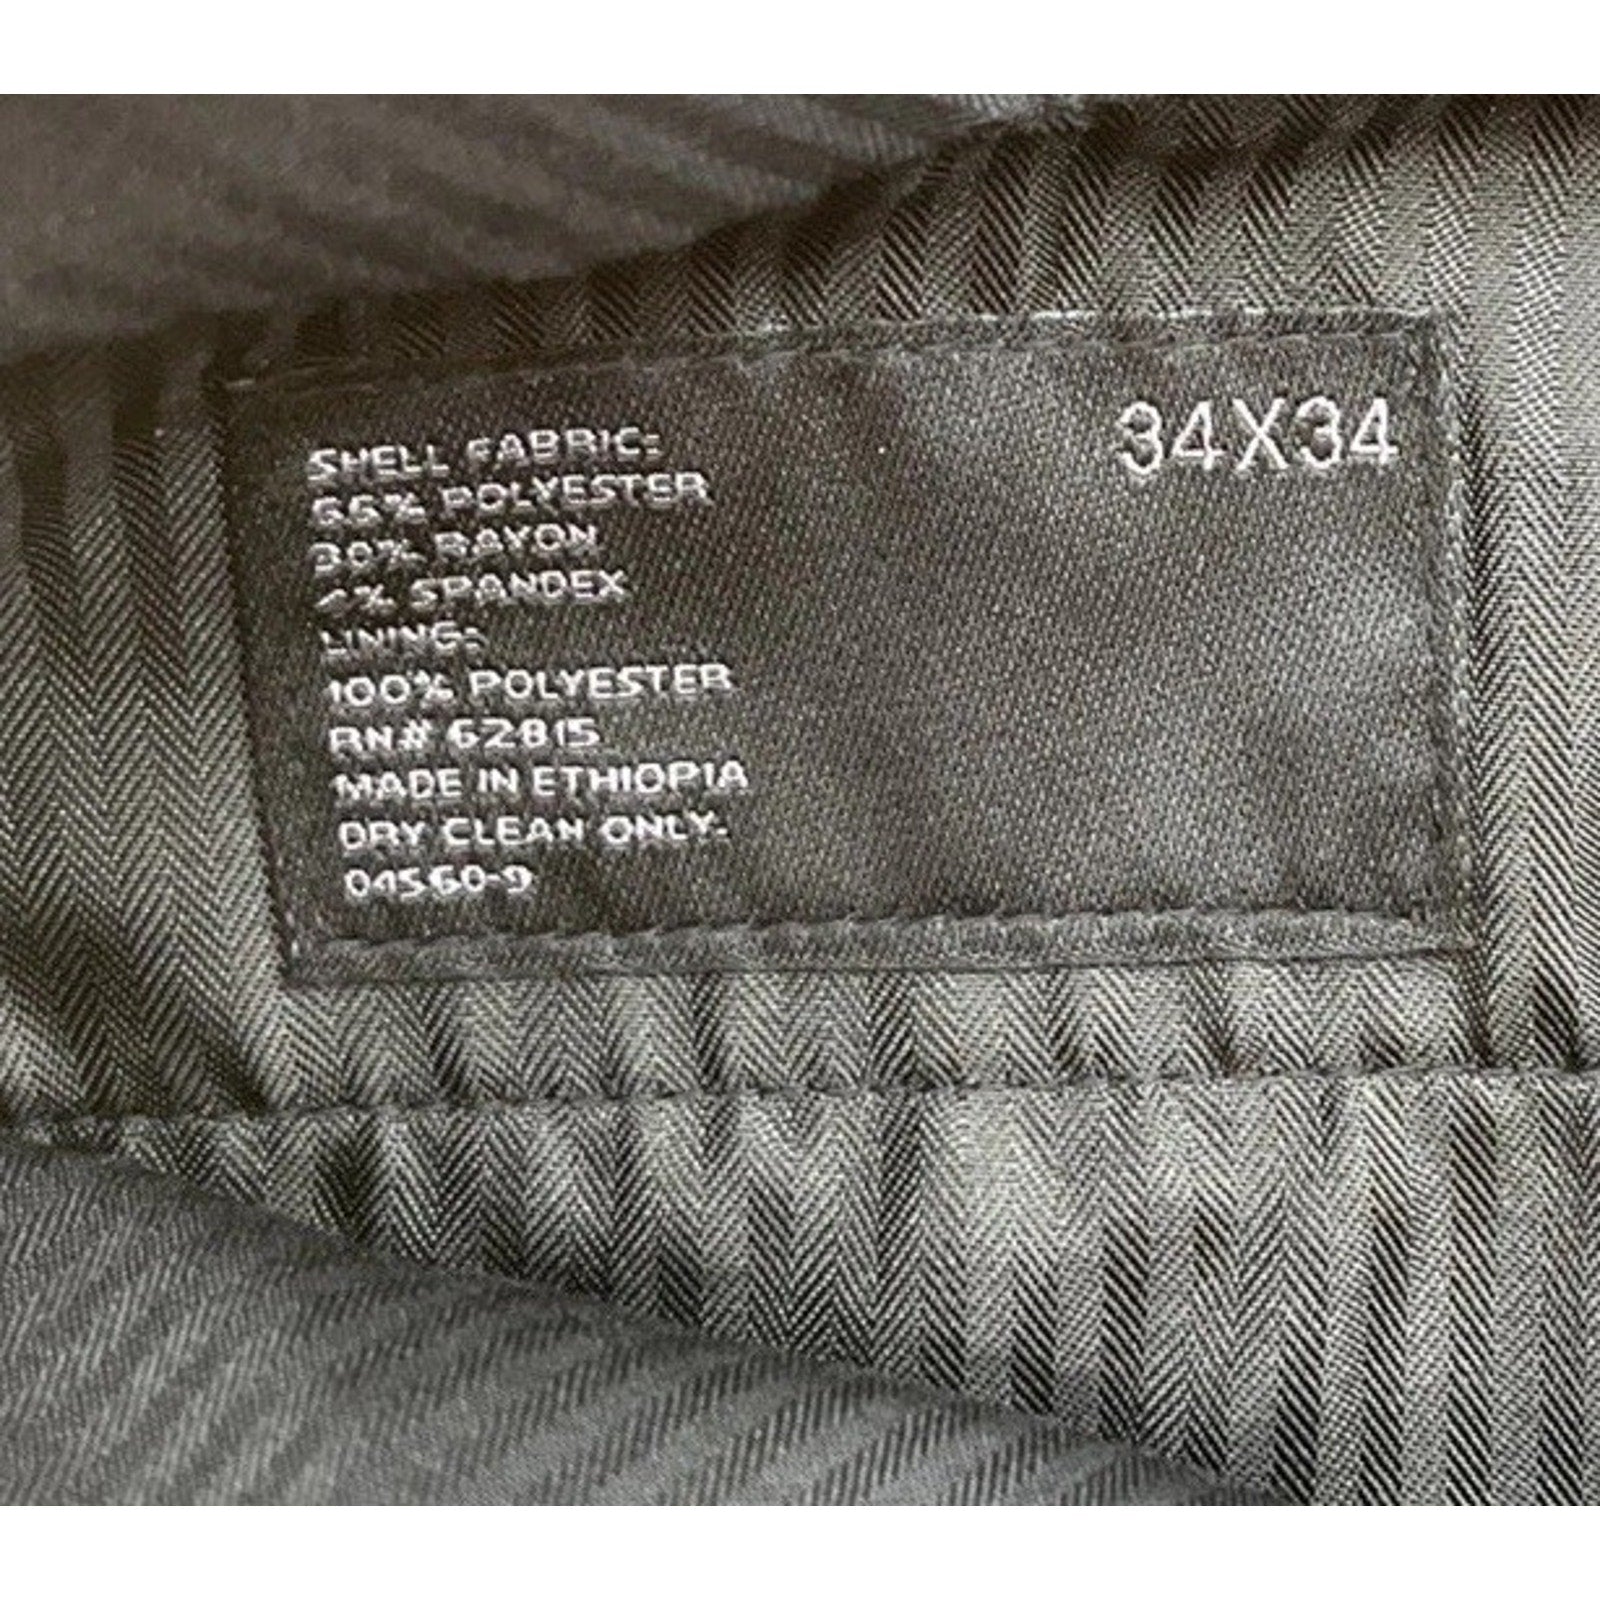 34X34
SHELL FABRIC:
66% POLYESTER
30% RAYON
4% SPANDEX
LINING:
100% POLYESTER
RN# 62815
MADE IN ETHIOPIA
DRY CLEAN ONLY.
04560-9